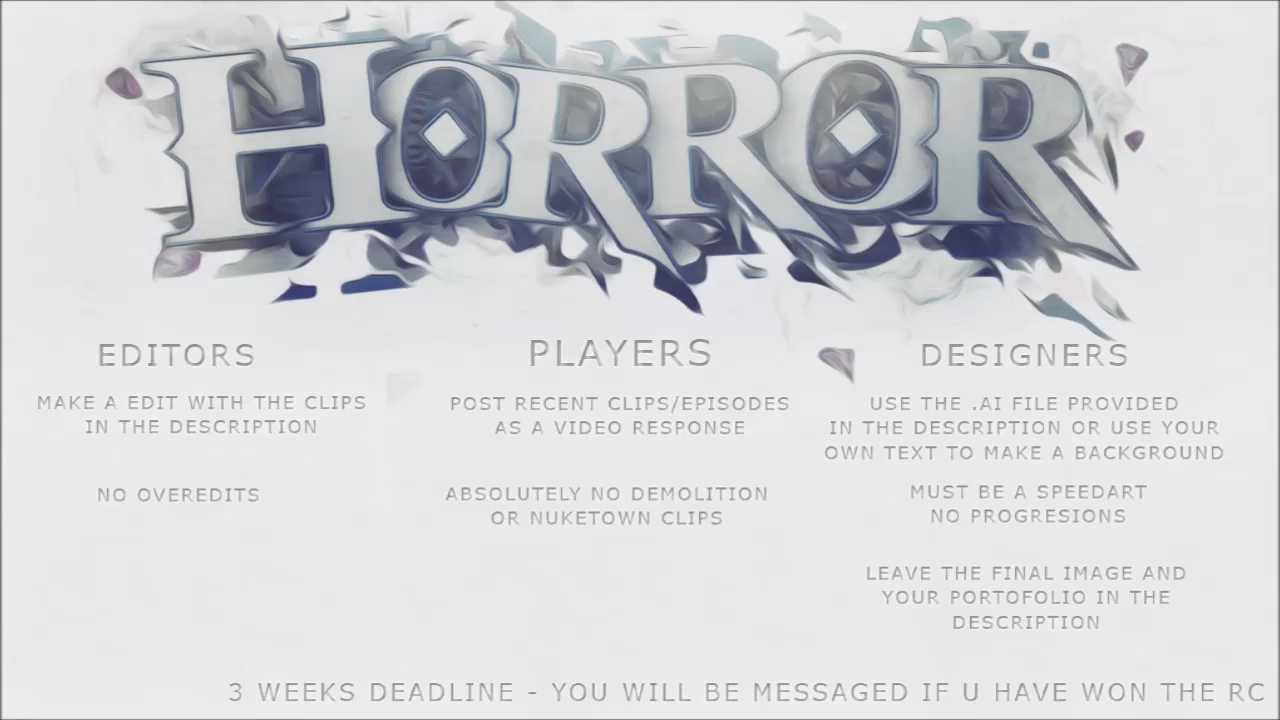 HORROR
EDITORS
MAKE A EDIT WITH THE CLIPS
IN THE DESCRIPTION
NO OVEREDITS
PLAYERS
POST RECENT CLIPS/EPISODES
AS A VIDEO RESPONSE
ABSOLUTELY NO DEMOLITION
OR NUKETOWN CLIPS
DESIGNERS
USE THE .AI FILE PROVIDED
IN THE DESCRIPTION OR USE YOUR
OWN TEXT TO MAKE A BACKGROUND
MUST BE A SPEEDART
NO PROGRESIONS
LEAVE THE FINAL IMAGE AND
YOUR PORTOFOLIO IN THE
DESCRIPTION
3 WEEKS DEADLINE - YOU WILL BE MESSAGED IF U HAVE WON THE RC